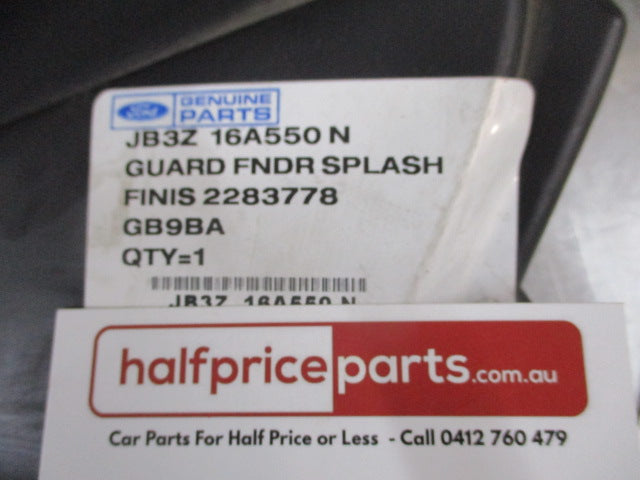 Ford GENUINE
PARTS
JB3Z 16A550 N
GUARD FNDR SPLASH
FINIS 2283778
GB9BA
QTY=1
JB3Z 16A550 N
halfpriceparts.com.au
Car Parts For Half Price or Less - Call 0412 760 479